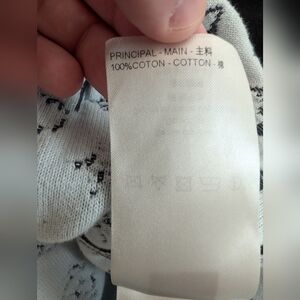 PRINCIPAL - MAIN - 主料
100%COTON - COTTON - 棉